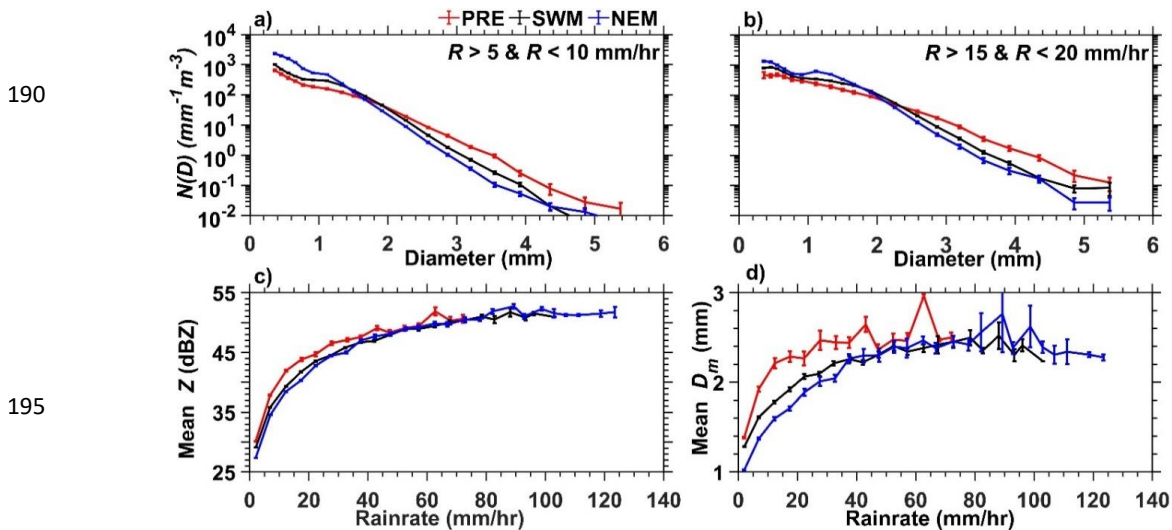 a)
PRE SWM NEM
b)
R > 5 & R < 10 mm/hr
R > 15 & R < 20 mm/hr
190
N(D) (mm⁻¹m⁻³)
10⁴
10³
10²
10¹
10⁰
10⁻¹
10⁻²
0 1 2 3 4 5 6
Diameter (mm)
0 1 2 3 4 5 6
Diameter (mm)
c)
d)
195
Mean Z (dBZ)
55
45
35
25
0 20 40 60 80 100 120 140
Rainrate (mm/hr)
Mean Dₘ (mm)
3
2
1
0 20 40 60 80 100 120 140
Rainrate (mm/hr)